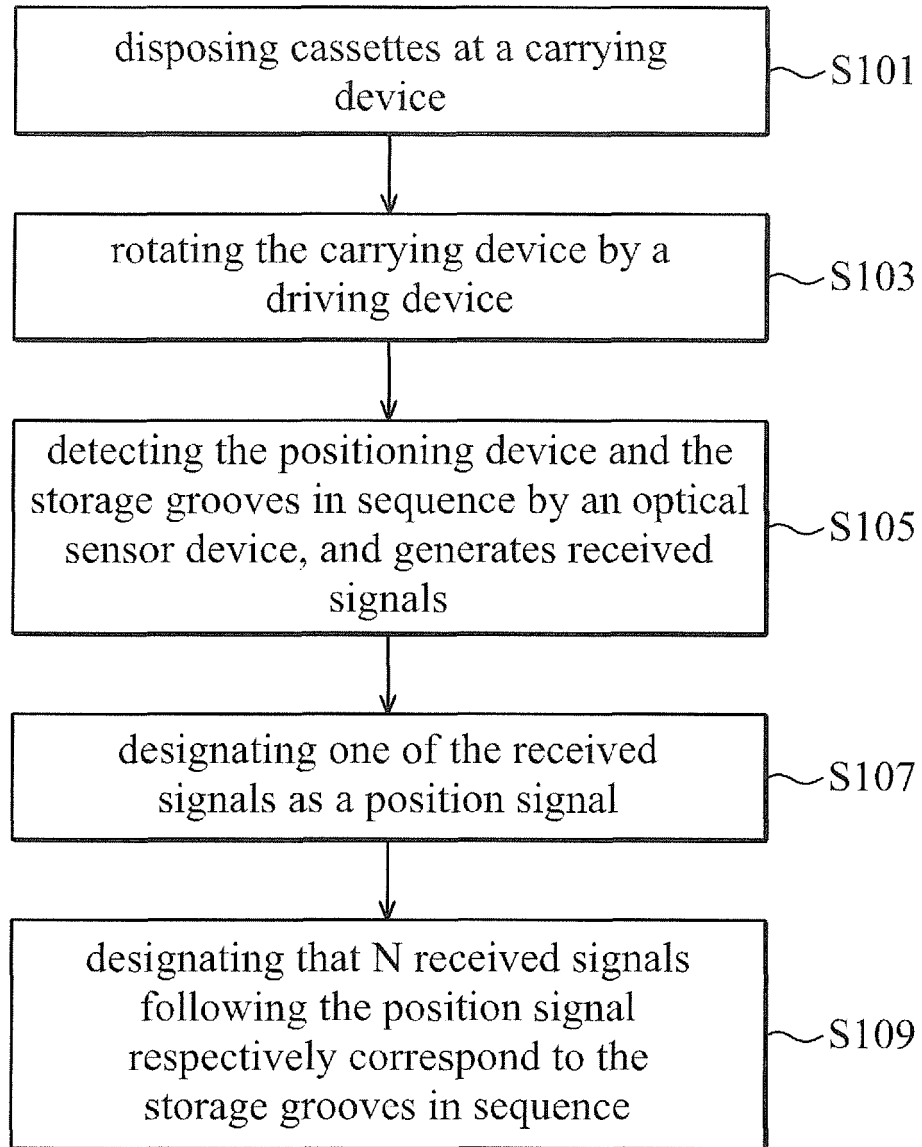 disposing cassettes at a carrying
device
S101
rotating the carrying device by a
driving device
S103
detecting the positioning device and the
storage grooves in sequence by an optical
sensor device, and generates received
signals
S105
designating one of the received
signals as a position signal
S107
designating that N received signals
following the position signal
respectively correspond to the
storage grooves in sequence
S109